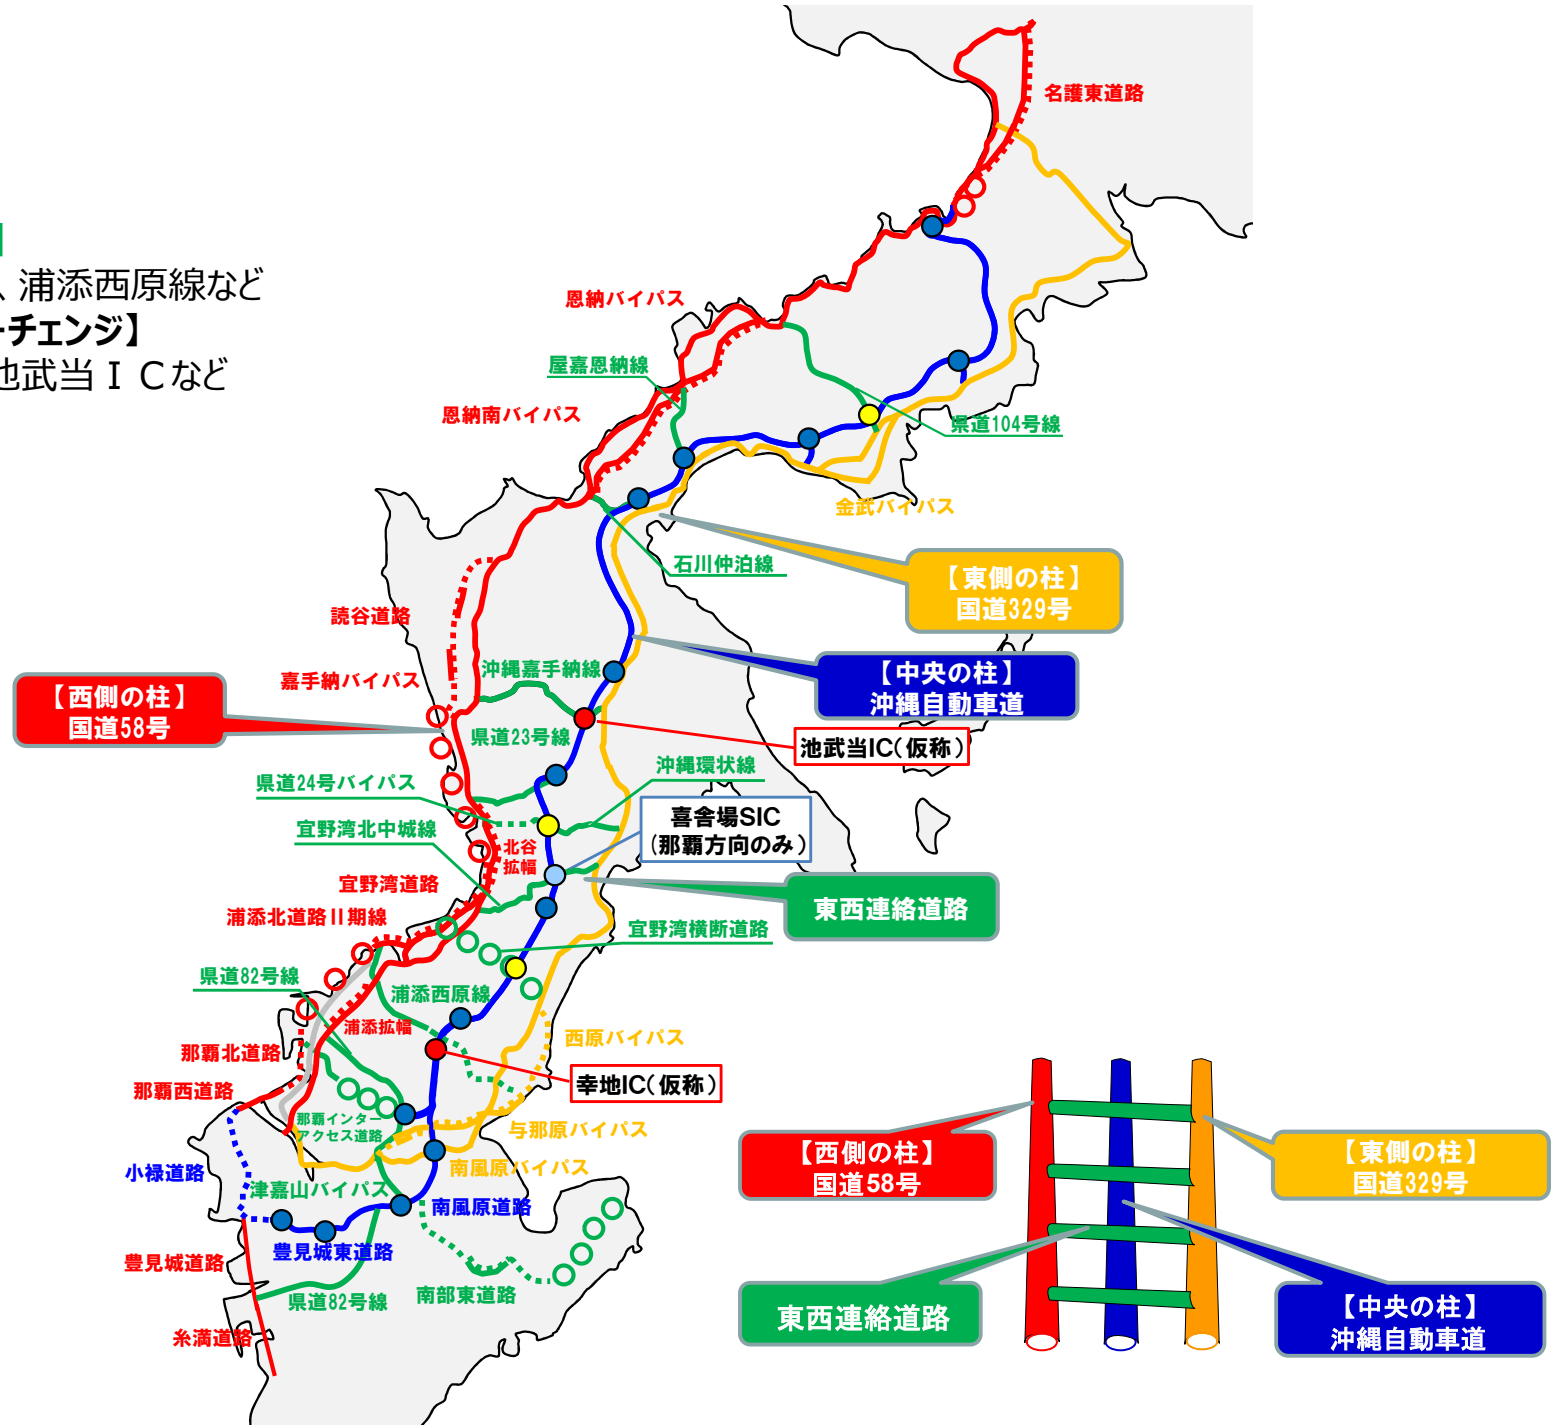 名護東道路
、浦添西原線など
ーチェンジ】
池武当ＩＣなど
恩納バイパス
屋嘉恩納線
恩納南バイパス
県道104号線
金武バイパス
【東側の柱】
国道329号
石川仲泊線
読谷道路
沖縄嘉手納線
【中央の柱】
沖縄自動車道
嘉手納バイパス
【西側の柱】
国道58号
県道23号線
池武当IC(仮称)
県道24号バイパス
沖縄環状線
宜野湾北中城線
北谷
拡幅
喜舎場SIC
(那覇方向のみ)
宜野湾道路
東西連絡道路
浦添北道路Ⅱ期線
宜野湾横断道路
県道82号線
浦添西原線
浦添拡幅
西原バイパス
那覇北道路
幸地IC(仮称)
那覇西道路
那覇インター
アクセス道路
与那原バイパス
小禄道路
南風原バイパス
津嘉山バイパス
南風原道路
豊見城東道路
豊見城道路
県道82号線
南部東道路
糸満道路
【西側の柱】
国道58号
【東側の柱】
国道329号
東西連絡道路
【中央の柱】
沖縄自動車道